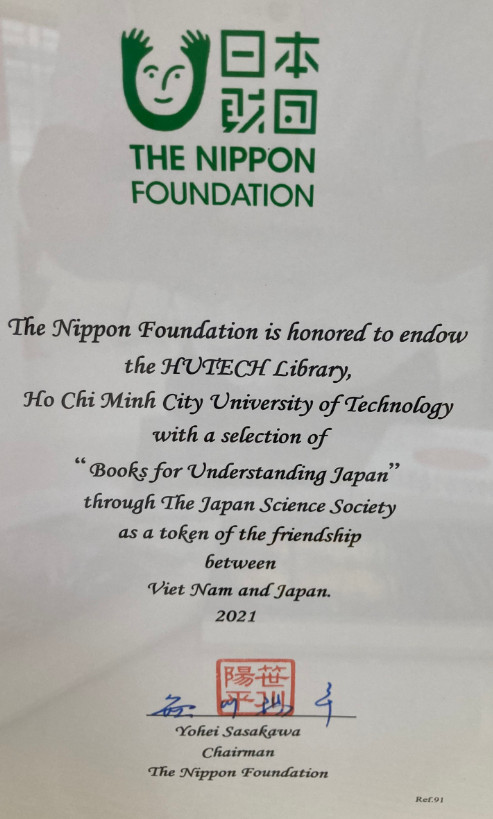 日本
財団
THE NIPPON
FOUNDATION
The Nippon Foundation is honored to endow
the HUTECH Library,
Ho Chi Minh City University of Technology
with a selection of
“Books for Understanding Japan”
through The Japan Science Society
as a token of the friendship
between
Viet Nam and Japan.
2021
笹川
陽平
Yohei Sasakawa
Chairman
The Nippon Foundation
Ref.91